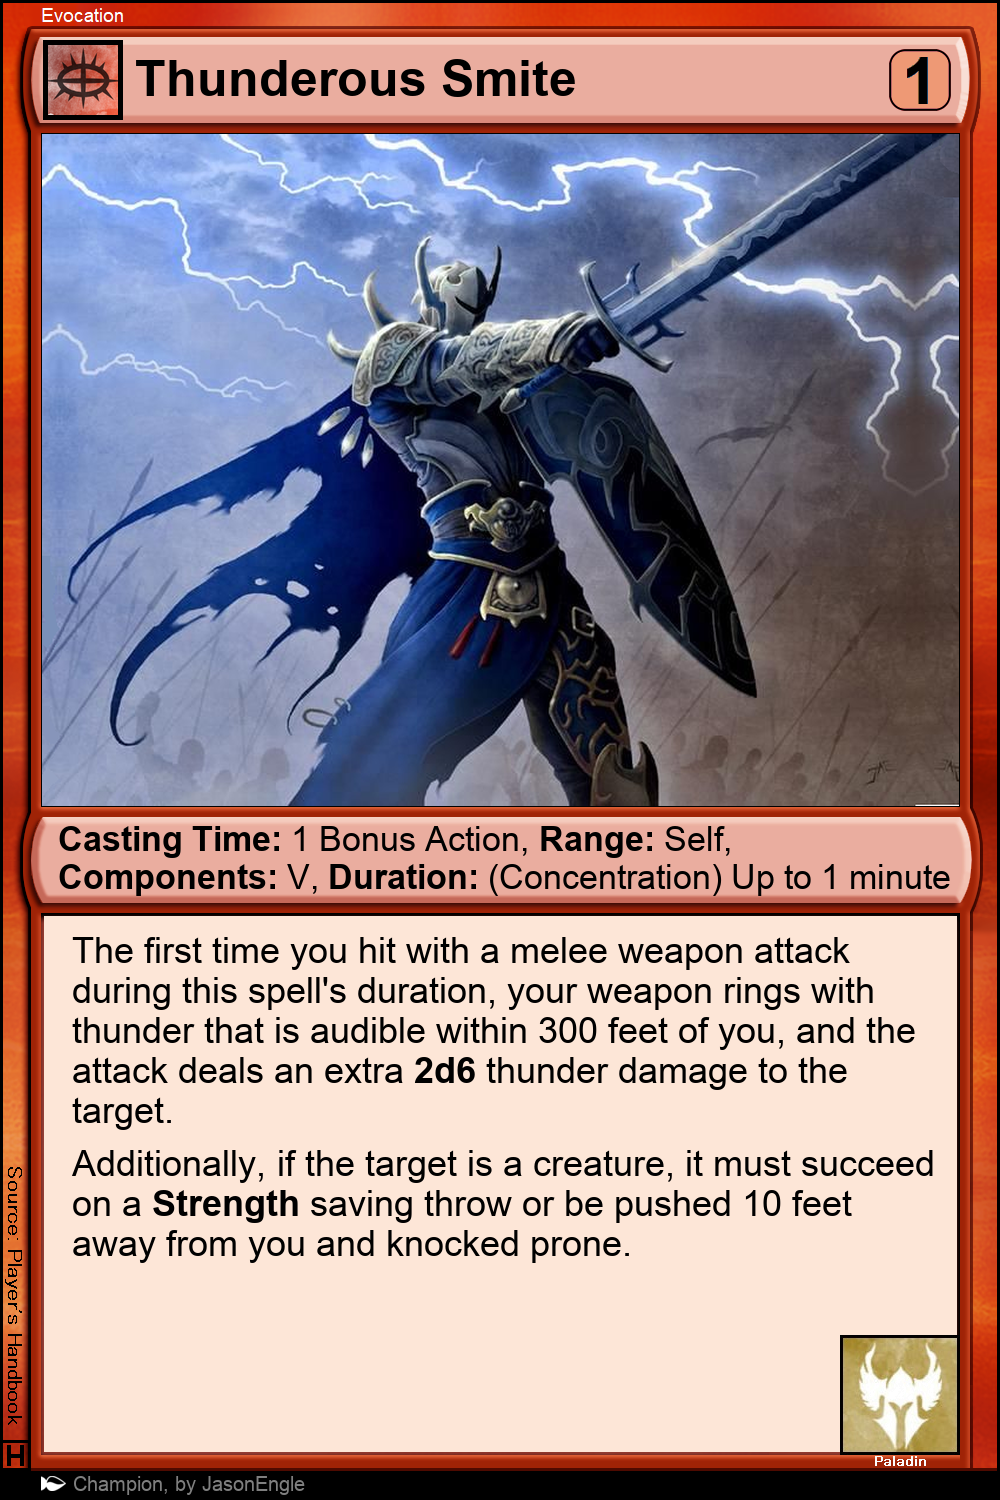 Evocation
Thunderous Smite
1
Casting Time: 1 Bonus Action, Range: Self,
Components: V, Duration: (Concentration) Up to 1 minute
The first time you hit with a melee weapon attack
during this spell's duration, your weapon rings with
thunder that is audible within 300 feet of you, and the
attack deals an extra 2d6 thunder damage to the
target.
Additionally, if the target is a creature, it must succeed
on a Strength saving throw or be pushed 10 feet
away from you and knocked prone.
Source: Player's Handbook
H
Paladin
Champion, by JasonEngle